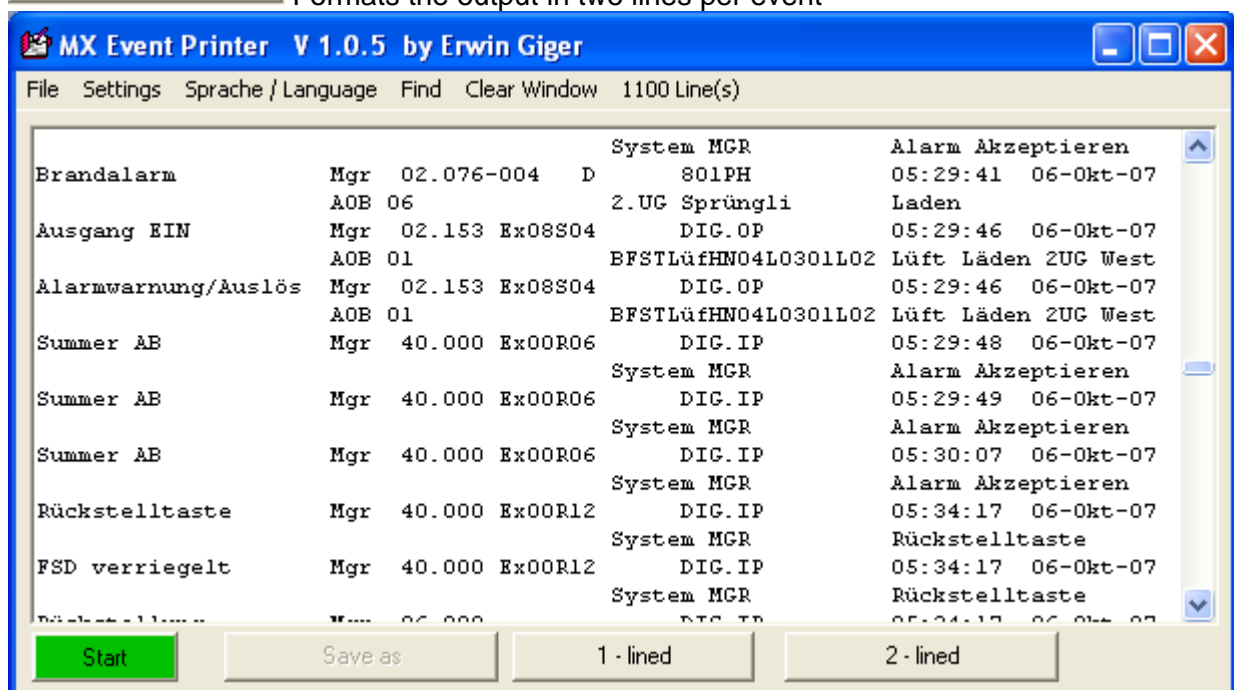 Formats the output in two lines per event
MX Event Printer V 1.0.5 by Erwin Giger
File Settings Sprache / Language Find Clear Window 1100 Line(s)
System MGR Alarm Akzeptieren
Brandalarm Mgr 02.076-004 D 801PH 05:29:41 06-Okt-07
AOB 06 2.UG Sprüngli Laden
Ausgang EIN Mgr 02.153 Ex08S04 DIG.OP 05:29:46 06-Okt-07
AOB 01 BFSTLüfHN04L0301L02 Lüft Läden 2UG West
Alarmwarnung/Auslös Mgr 02.153 Ex08S04 DIG.OP 05:29:46 06-Okt-07
AOB 01 BFSTLüfHN04L0301L02 Lüft Läden 2UG West
Summer AB Mgr 40.000 Ex00R06 DIG.IP 05:29:48 06-Okt-07
System MGR Alarm Akzeptieren
Summer AB Mgr 40.000 Ex00R06 DIG.IP 05:29:49 06-Okt-07
System MGR Alarm Akzeptieren
Summer AB Mgr 40.000 Ex00R06 DIG.IP 05:30:07 06-Okt-07
System MGR Alarm Akzeptieren
Rückstelltaste Mgr 40.000 Ex00R12 DIG.IP 05:34:17 06-Okt-07
System MGR Rückstelltaste
FSD verriegelt Mgr 40.000 Ex00R12 DIG.IP 05:34:17 06-Okt-07
System MGR Rückstelltaste
Start Save as 1 - lined 2 - lined